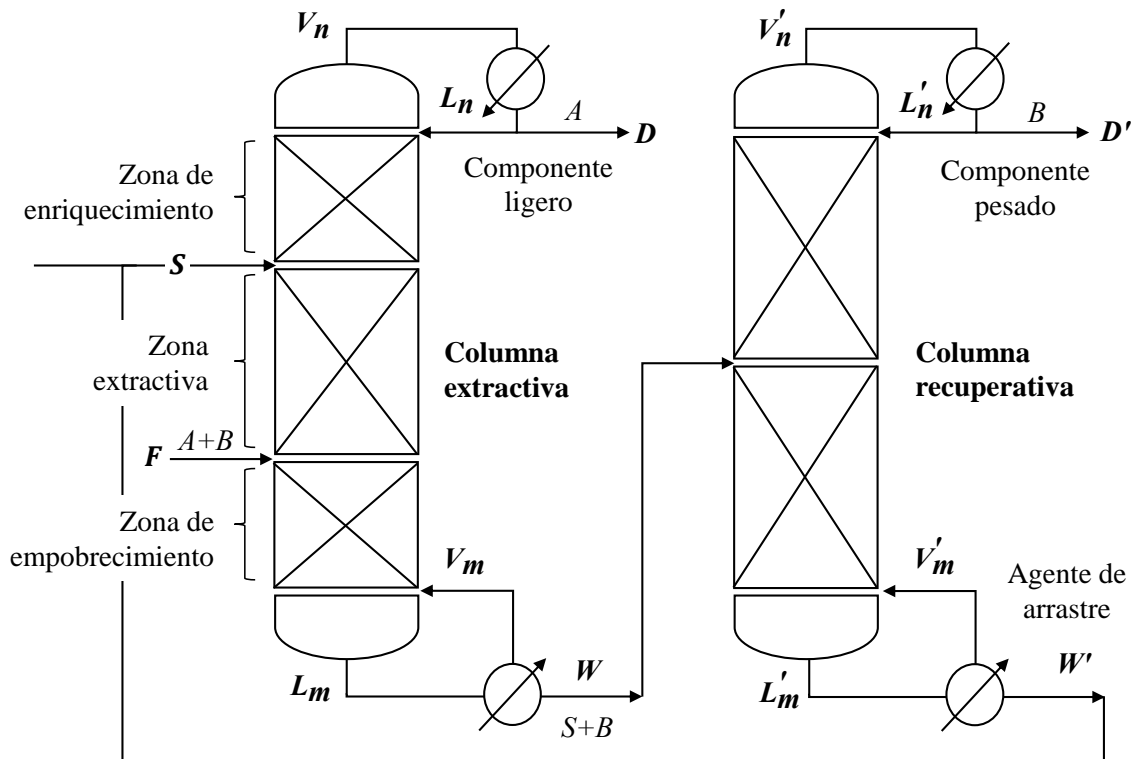 Vn
Ln
A
D
Componente
ligero
Zona de
enriquecimiento
S
Zona
extractiva
Columna
extractiva
F
A+B
Zona de
empobrecimiento
Vm
Lm
W
S+B
V'n
L'n
B
D'
Componente
pesado
Columna
recuperativa
V'm
Agente de
arrastre
L'm
W'